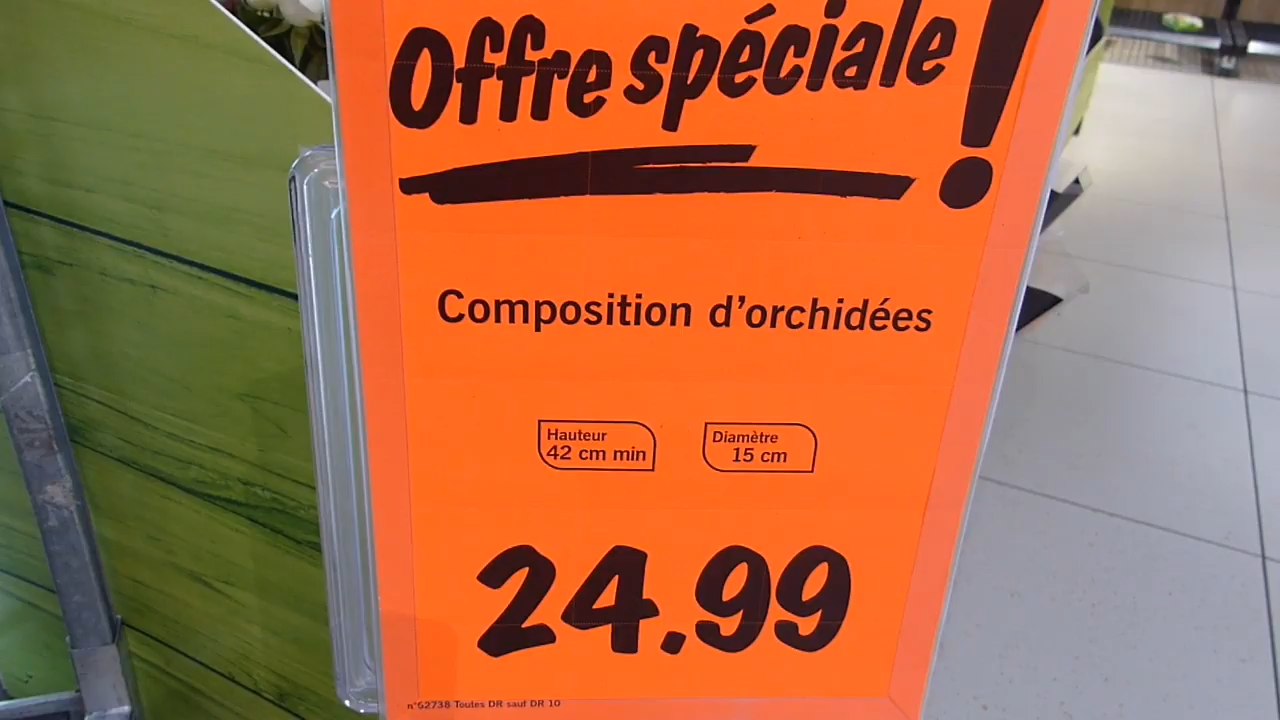 Offre spéciale !
Composition d'orchidées
Hauteur
42 cm min
Diamètre
15 cm
24.99
n°62738 Toutes DR sauf DR 10